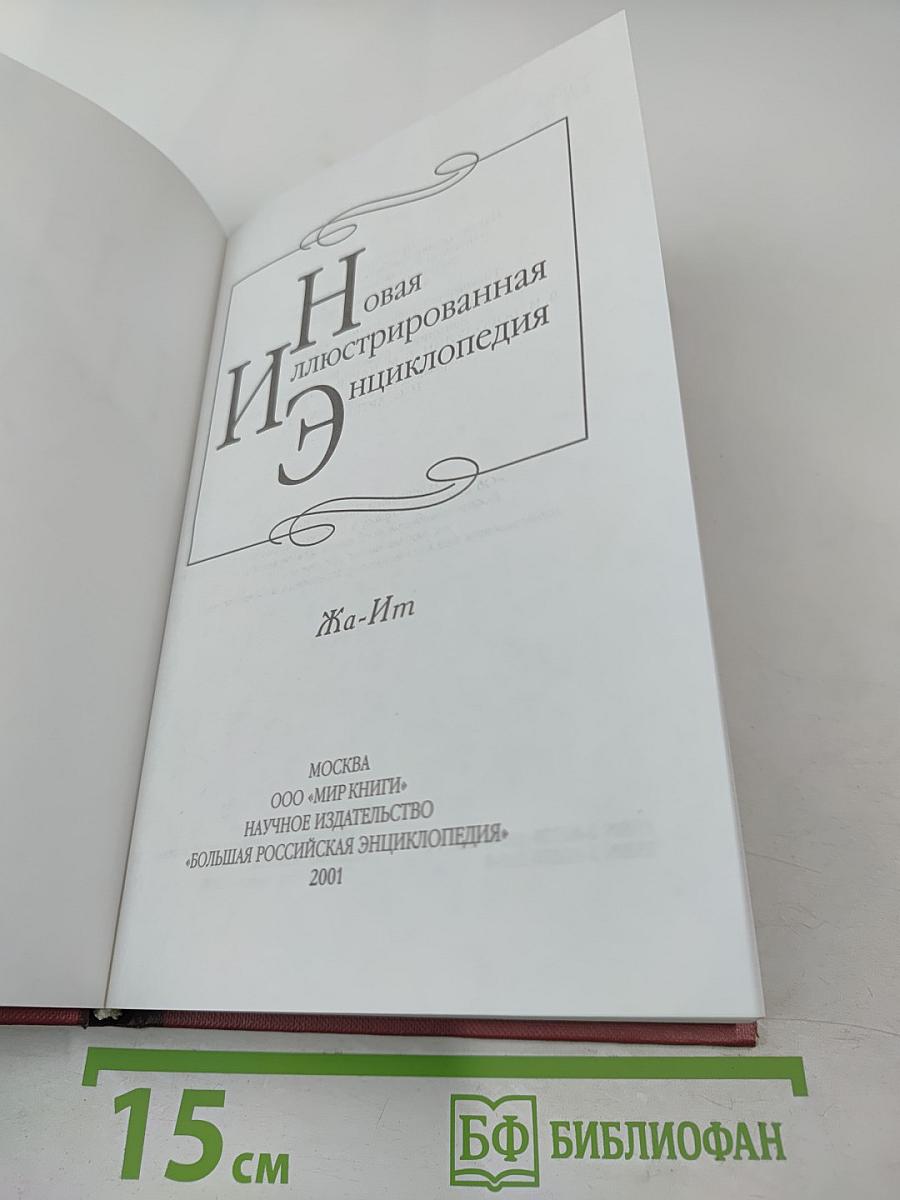 Новая
Иллюстрированная
Энциклопедия
Жа-Ит
МОСКВА
ООО «МИР КНИГИ»
НАУЧНОЕ ИЗДАТЕЛЬСТВО
«БОЛЬШАЯ РОССИЙСКАЯ ЭНЦИКЛОПЕДИЯ»
2001
15 см
БФ БИБЛИОФАН